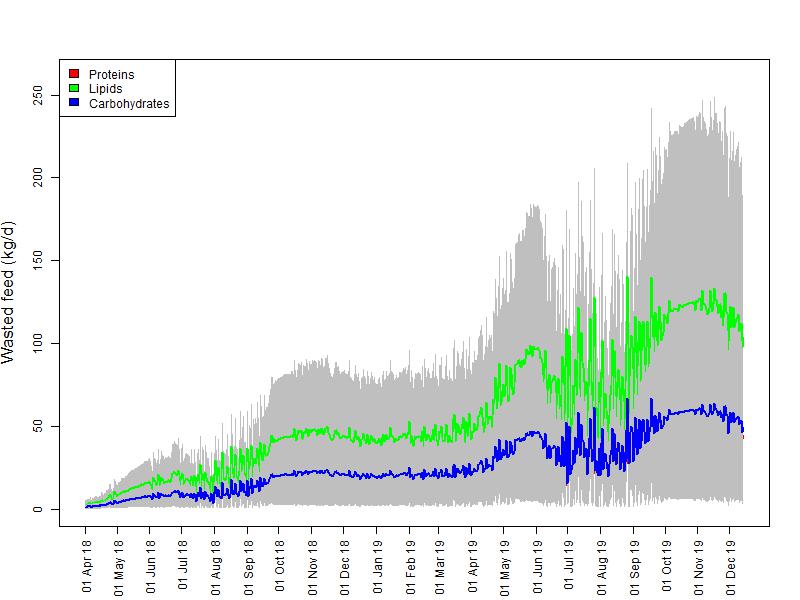 Proteins
Lipids
Carbohydrates
Wasted feed (kg/d)
250
200
150
100
50
0
01 Apr 18
01 May 18
01 Jun 18
01 Jul 18
01 Aug 18
01 Sep 18
01 Oct 18
01 Nov 18
01 Dec 18
01 Jan 19
01 Feb 19
01 Mar 19
01 Apr 19
01 May 19
01 Jun 19
01 Jul 19
01 Aug 19
01 Sep 19
01 Oct 19
01 Nov 19
01 Dec 19